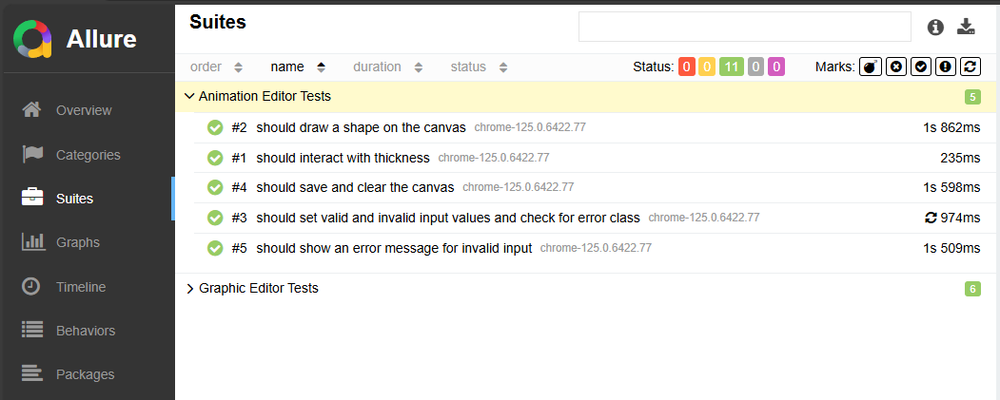 Allure
Overview
Categories
Suites
Graphs
Timeline
Behaviors
Packages
Suites
order name duration status Status: 0 0 11 0 0 Marks:
Animation Editor Tests 5
#2 should draw a shape on the canvas chrome-125.0.6422.77 1s 862ms
#1 should interact with thickness chrome-125.0.6422.77 235ms
#4 should save and clear the canvas chrome-125.0.6422.77 1s 598ms
#3 should set valid and invalid input values and check for error class chrome-125.0.6422.77 974ms
#5 should show an error message for invalid input chrome-125.0.6422.77 1s 509ms
Graphic Editor Tests 6